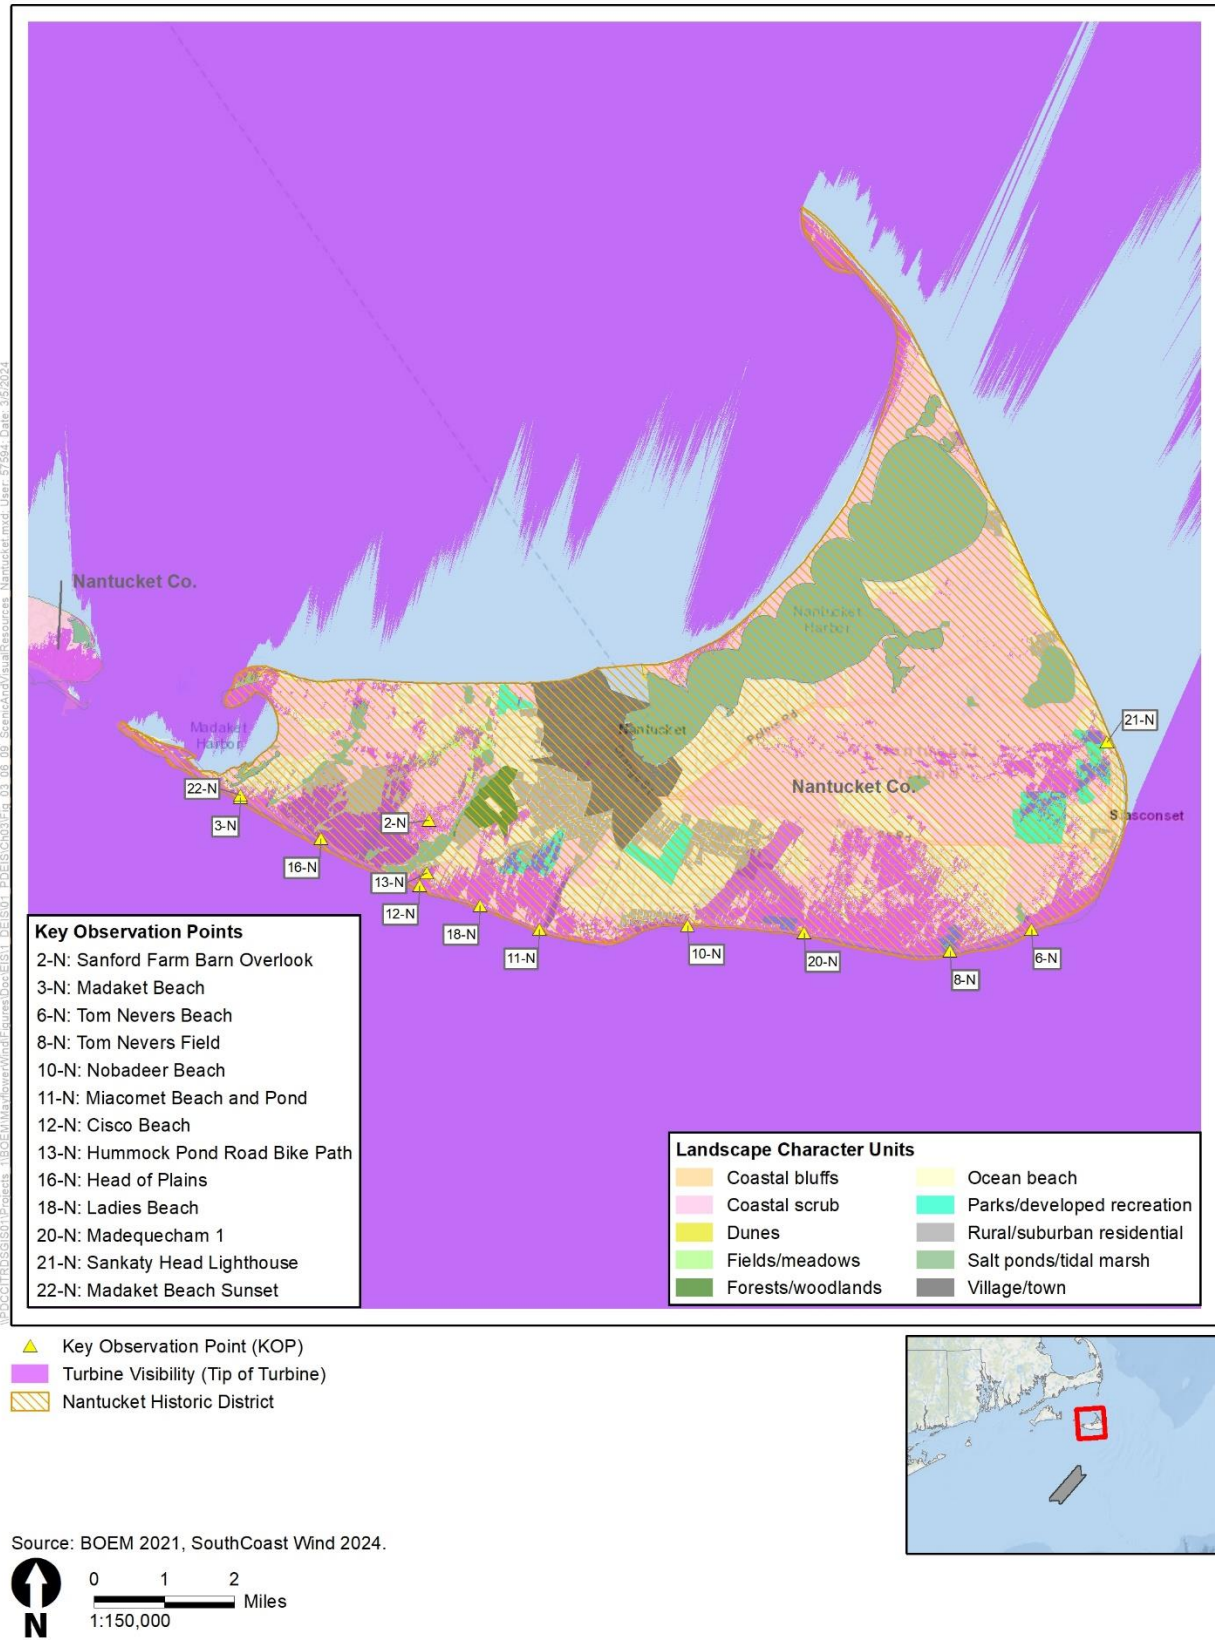 Nantucket Co.
Nantucket
Harbor
Madaket
Harbor
Nantucket
Polpis Rd
21-N
Nantucket Co.
Siasconset
22-N
3-N
2-N
16-N
13-N
12-N
18-N
11-N
10-N
20-N
8-N
6-N
Key Observation Points
2-N: Sanford Farm Barn Overlook
3-N: Madaket Beach
6-N: Tom Nevers Beach
8-N: Tom Nevers Field
10-N: Nobadeer Beach
11-N: Miacomet Beach and Pond
12-N: Cisco Beach
13-N: Hummock Pond Road Bike Path
16-N: Head of Plains
18-N: Ladies Beach
20-N: Madequecham 1
21-N: Sankaty Head Lighthouse
22-N: Madaket Beach Sunset
Landscape Character Units
Coastal bluffs
Coastal scrub
Dunes
Fields/meadows
Forests/woodlands
Ocean beach
Parks/developed recreation
Rural/suburban residential
Salt ponds/tidal marsh
Village/town
Key Observation Point (KOP)
Turbine Visibility (Tip of Turbine)
Nantucket Historic District
Source: BOEM 2021, SouthCoast Wind 2024.
N
0 1 2
Miles
1:150,000